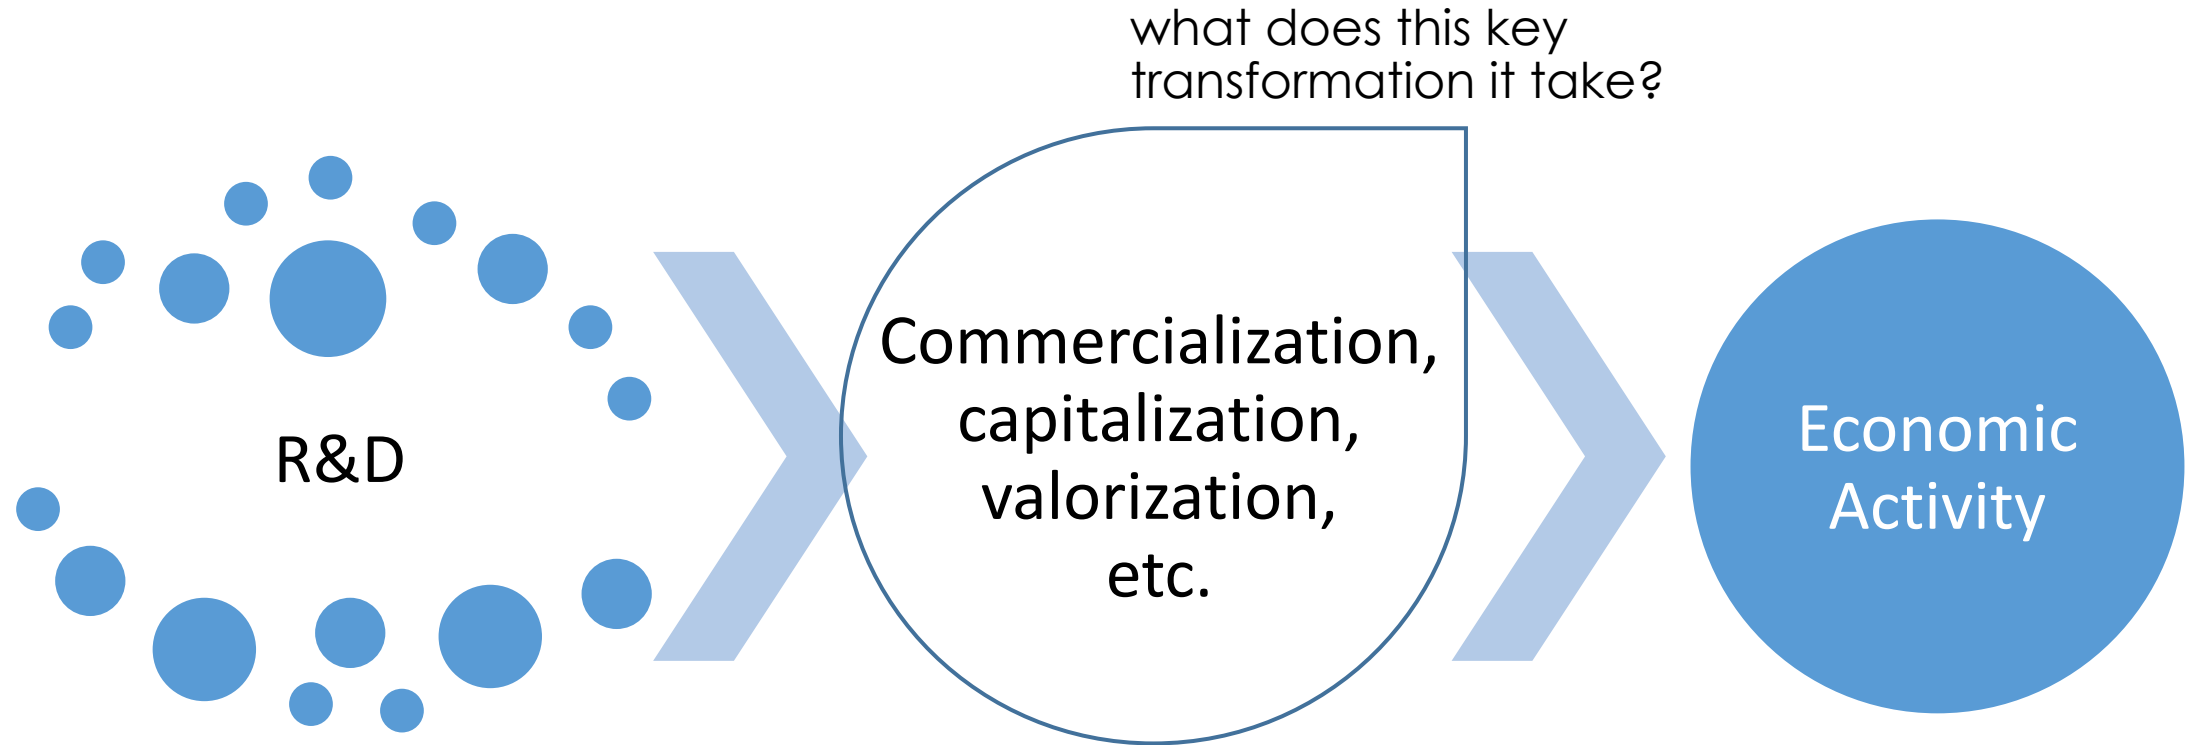 what does this key
transformation it take?
R&D
Commercialization,
capitalization,
valorization,
etc.
Economic
Activity